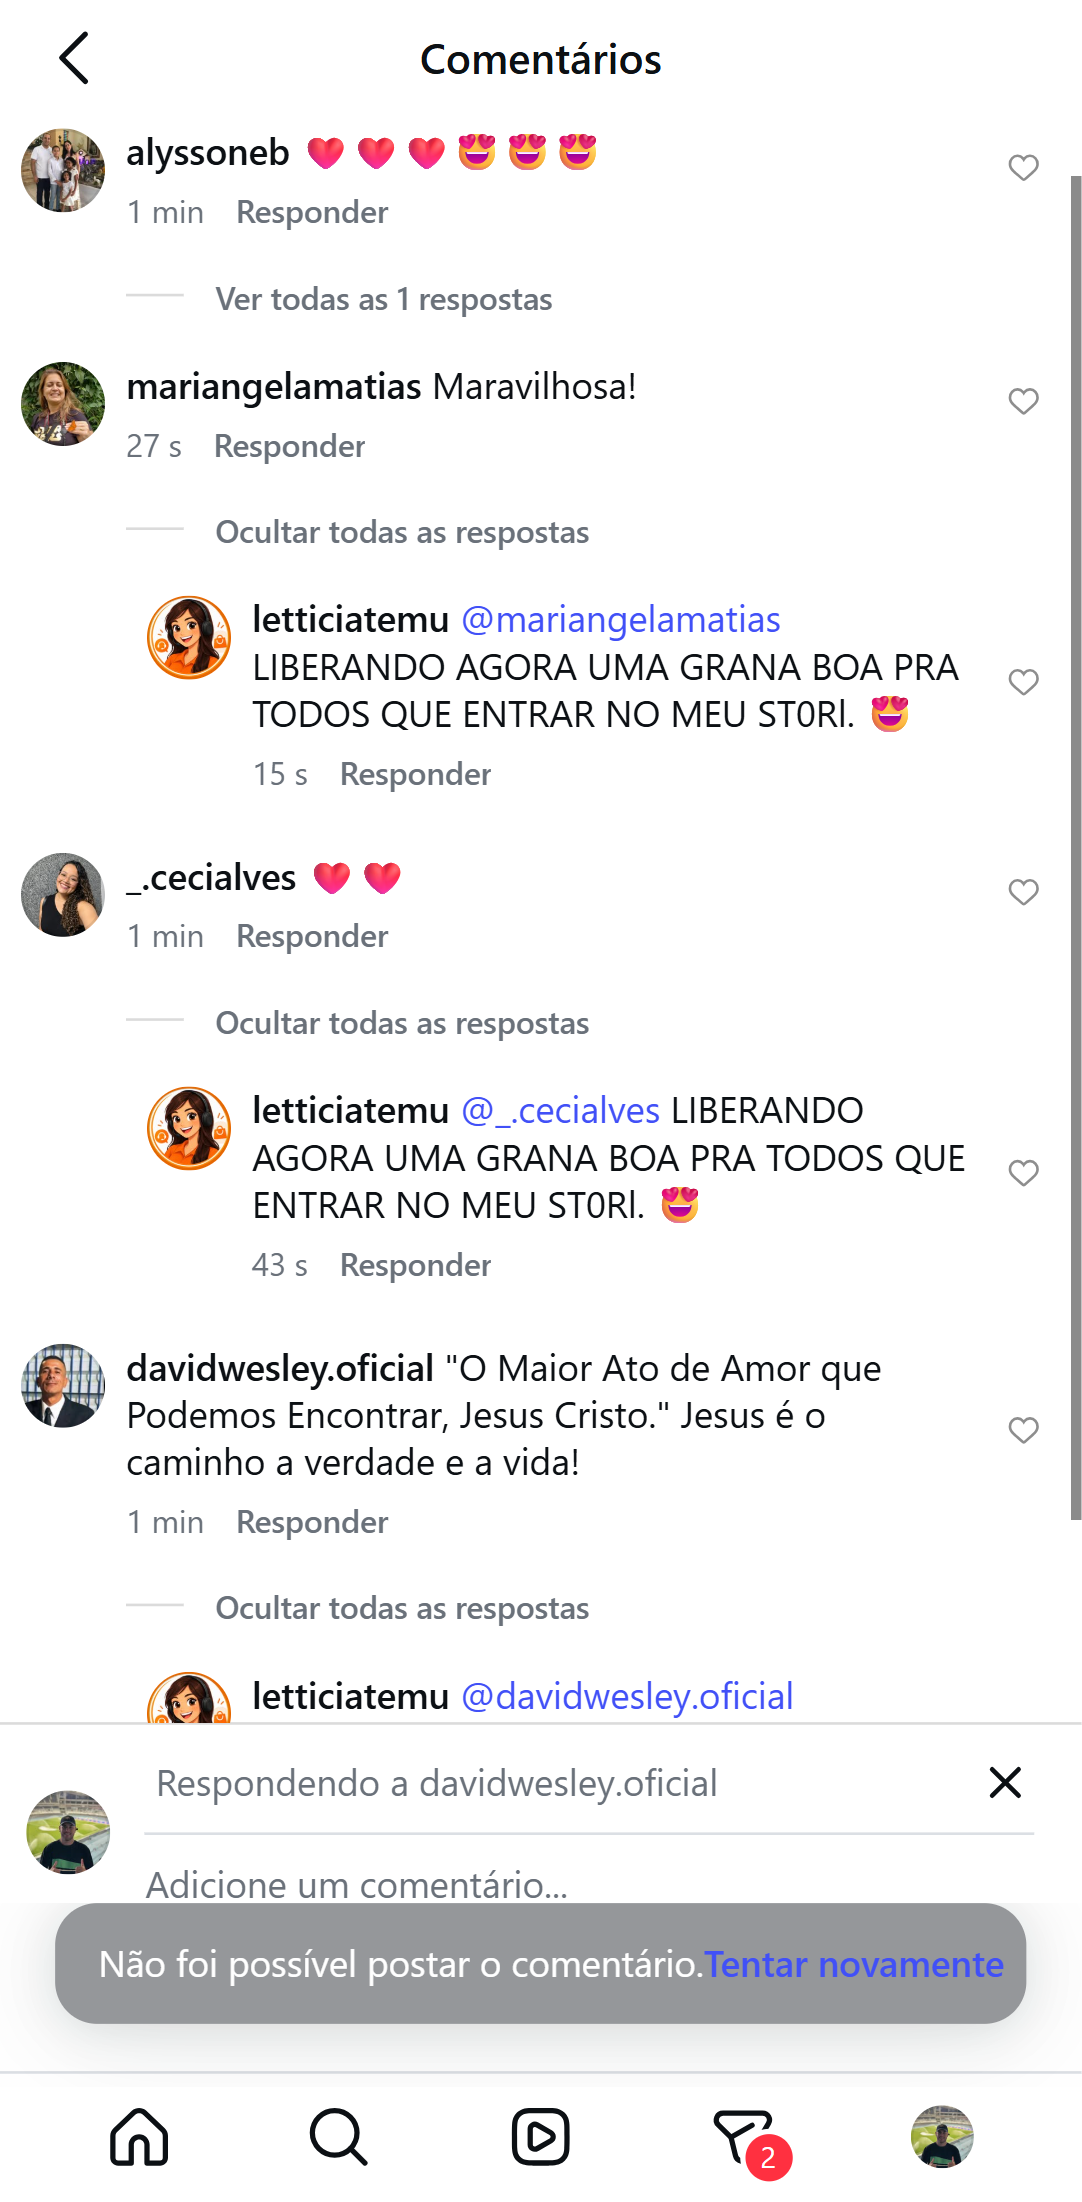 Comentários
alyssoneb ❤️ ❤️ ❤️ 😍 😍 😍
1 min Responder
Ver todas as 1 respostas
mariangelamatias Maravilhosa!
27 s Responder
Ocultar todas as respostas
letticiatemu @mariangelamatias
LIBERANDO AGORA UMA GRANA BOA PRA
TODOS QUE ENTRAR NO MEU ST0Rl. 😍
15 s Responder
_.cecialves ❤️ ❤️
1 min Responder
Ocultar todas as respostas
letticiatemu @_.cecialves LIBERANDO
AGORA UMA GRANA BOA PRA TODOS QUE
ENTRAR NO MEU ST0Rl. 😍
43 s Responder
davidwesley.oficial "O Maior Ato de Amor que
Podemos Encontrar, Jesus Cristo." Jesus é o
caminho a verdade e a vida!
1 min Responder
Ocultar todas as respostas
letticiatemu @davidwesley.oficial
Respondendo a davidwesley.oficial
Adicione um comentário...
Não foi possível postar o comentário.Tentar novamente
2